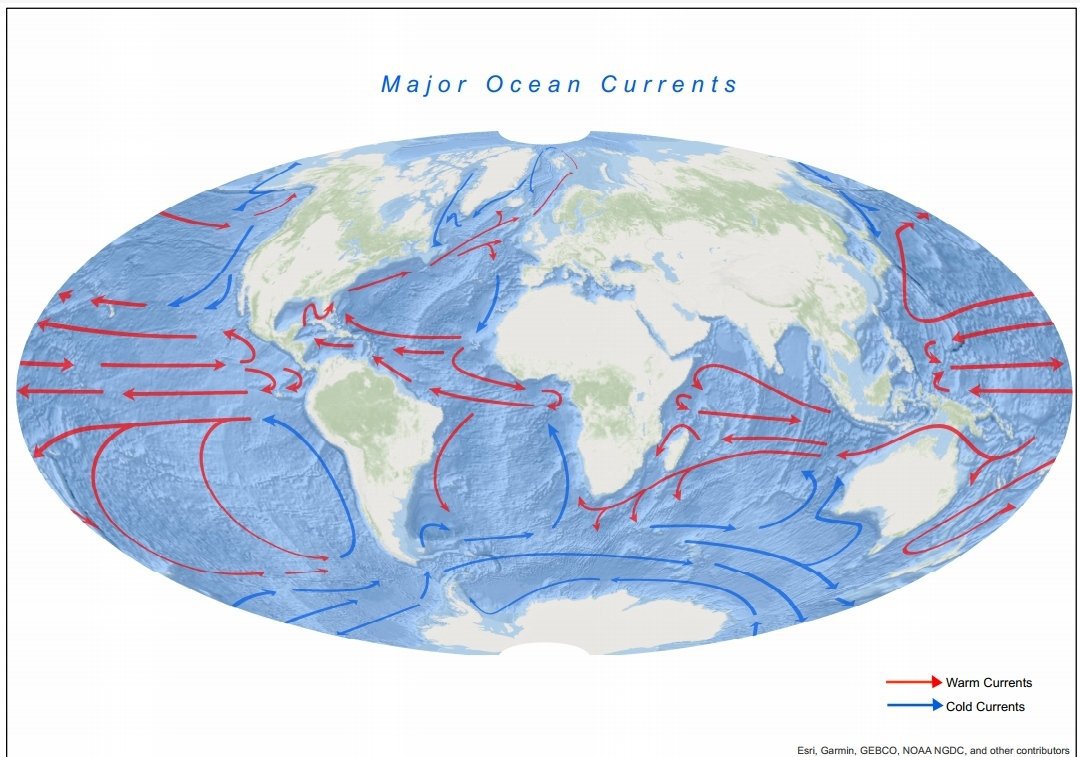 Major Ocean Currents
Warm Currents
Cold Currents
Esri, Garmin, GEBCO, NOAA NGDC, and other contributors